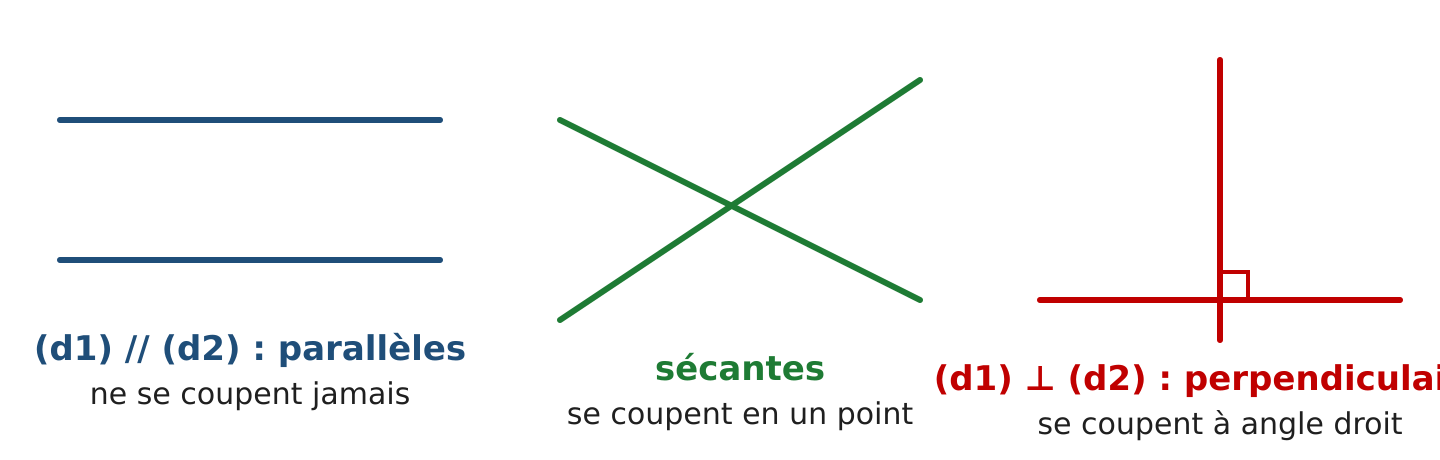 (d1) // (d2) : parallèles
ne se coupent jamais
sécantes
se coupent en un point
(d1) ⊥ (d2) : perpendiculai
se coupent à angle droit